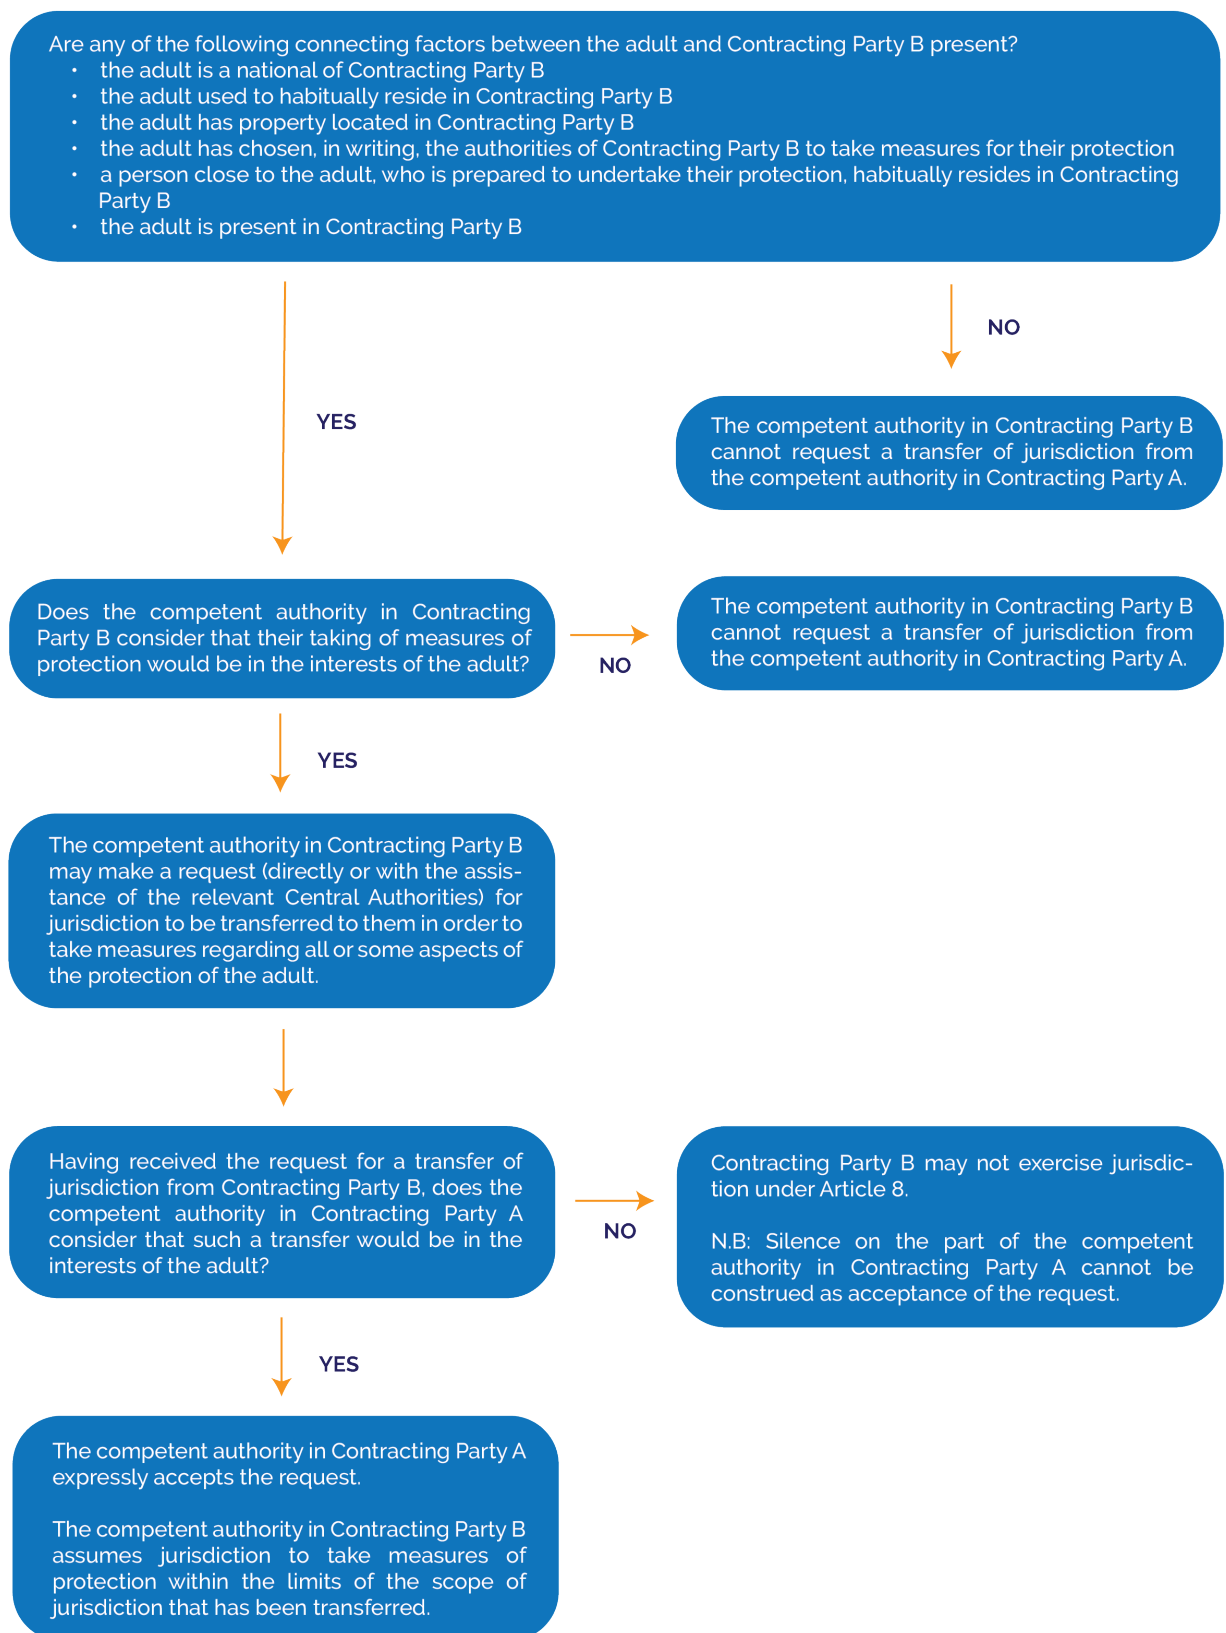 Are any of the following connecting factors between the adult and Contracting Party B present?
• the adult is a national of Contracting Party B
• the adult used to habitually reside in Contracting Party B
• the adult has property located in Contracting Party B
• the adult has chosen, in writing, the authorities of Contracting Party B to take measures for their protection
• a person close to the adult, who is prepared to undertake their protection, habitually resides in Contracting
Party B
• the adult is present in Contracting Party B
NO
YES
The competent authority in Contracting Party B
cannot request a transfer of jurisdiction from
the competent authority in Contracting Party A.
Does the competent authority in Contracting
Party B consider that their taking of measures of
protection would be in the interests of the adult?
NO
The competent authority in Contracting Party B
cannot request a transfer of jurisdiction from
the competent authority in Contracting Party A.
YES
The competent authority in Contracting Party B
may make a request (directly or with the assis-
tance of the relevant Central Authorities) for
jurisdiction to be transferred to them in order to
take measures regarding all or some aspects of
the protection of the adult.
Having received the request for a transfer of
jurisdiction from Contracting Party B, does the
competent authority in Contracting Party A
consider that such a transfer would be in the
interests of the adult?
NO
Contracting Party B may not exercise jurisdic-
tion under Article 8.
N.B: Silence on the part of the competent
authority in Contracting Party A cannot be
construed as acceptance of the request.
YES
The competent authority in Contracting Party A
expressly accepts the request.
The competent authority in Contracting Party B
assumes jurisdiction to take measures of
protection within the limits of the scope of
jurisdiction that has been transferred.